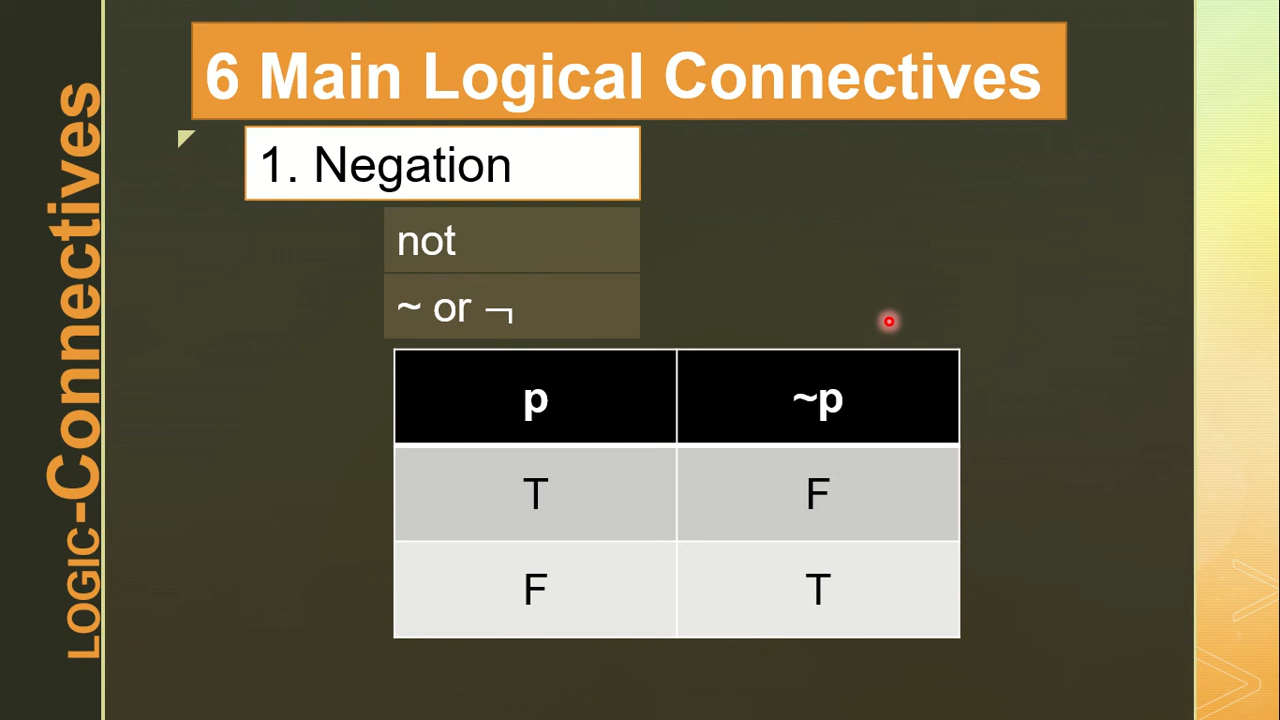 6 Main Logical Connectives
1. Negation
not
~ or ¬
p ~p
T F
F T
LOGIC-Connectives